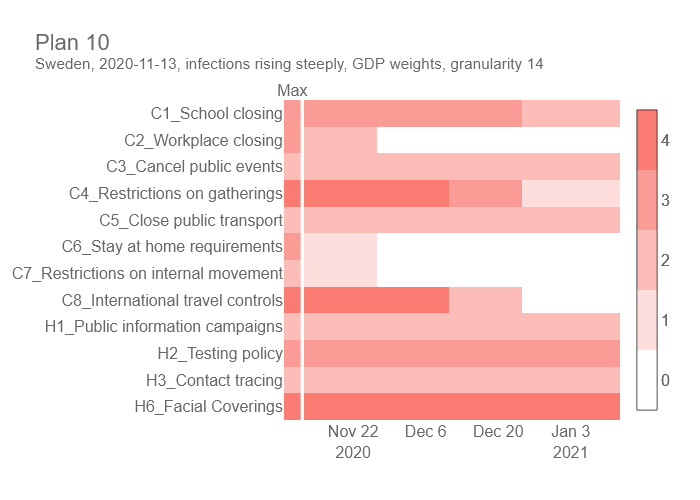 Plan 10
Sweden, 2020-11-13, infections rising steeply, GDP weights, granularity 14
Max
C1_School closing
C2_Workplace closing
C3_Cancel public events
C4_Restrictions on gatherings
C5_Close public transport
C6_Stay at home requirements
C7_Restrictions on internal movement
C8_International travel controls
H1_Public information campaigns
H2_Testing policy
H3_Contact tracing
H6_Facial Coverings
4
3
2
1
0
Nov 22 Dec 6 Dec 20 Jan 3
2020 2021